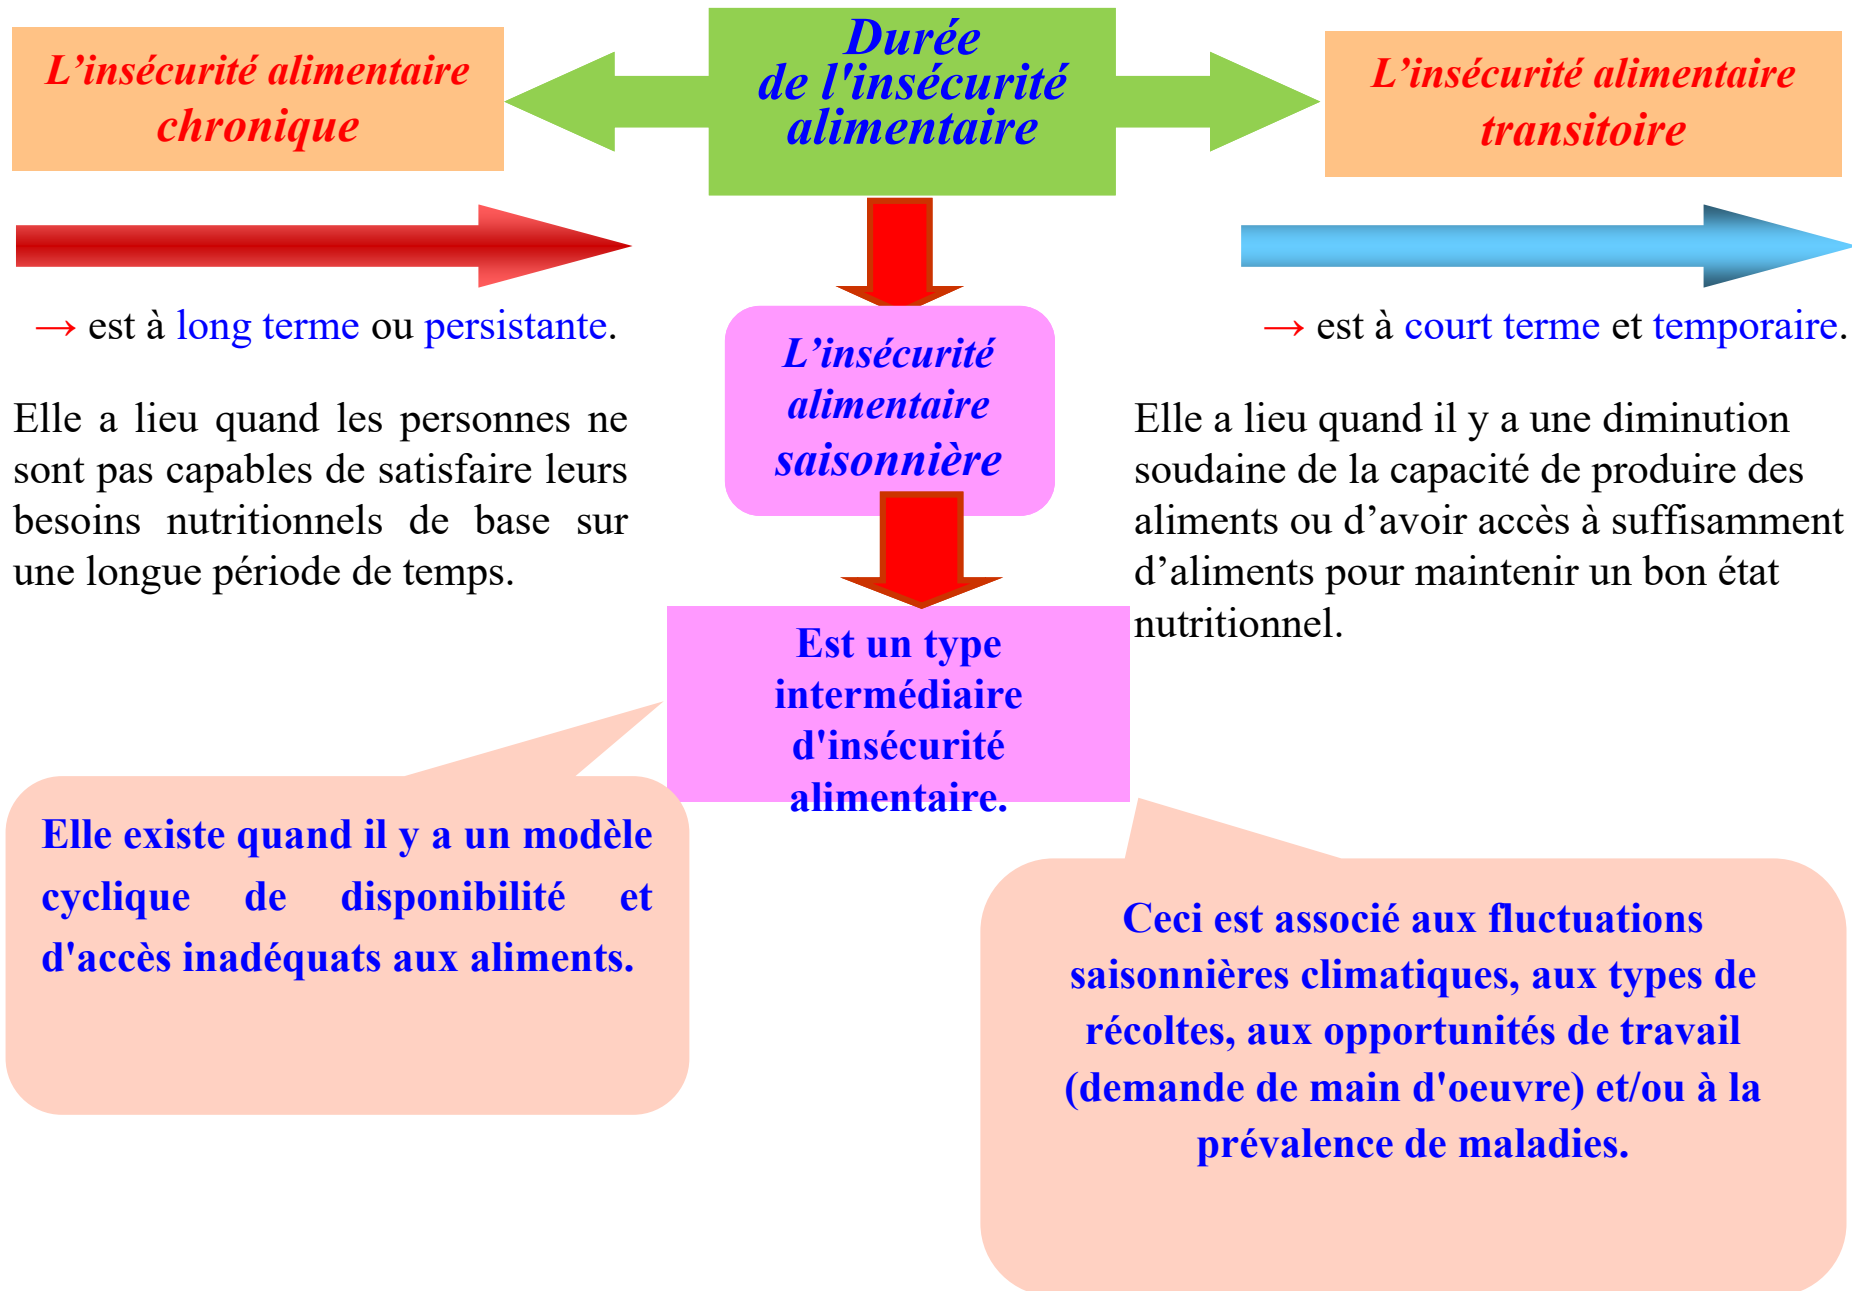 Durée
de l'insécurité
alimentaire
L’insécurité alimentaire
chronique
L’insécurité alimentaire
transitoire
→ est à long terme ou persistante.
Elle a lieu quand les personnes ne
sont pas capables de satisfaire leurs
besoins nutritionnels de base sur
une longue période de temps.
→ est à court terme et temporaire.
Elle a lieu quand il y a une diminution
soudaine de la capacité de produire des
aliments ou d’avoir accès à suffisamment
d’aliments pour maintenir un bon état
nutritionnel.
L’insécurité
alimentaire
saisonnière
Est un type
intermédiaire
d'insécurité
alimentaire.
Elle existe quand il y a un modèle
cyclique de disponibilité et
d'accès inadéquats aux aliments.
Ceci est associé aux fluctuations
saisonnières climatiques, aux types de
récoltes, aux opportunités de travail
(demande de main d'oeuvre) et/ou à la
prévalence de maladies.